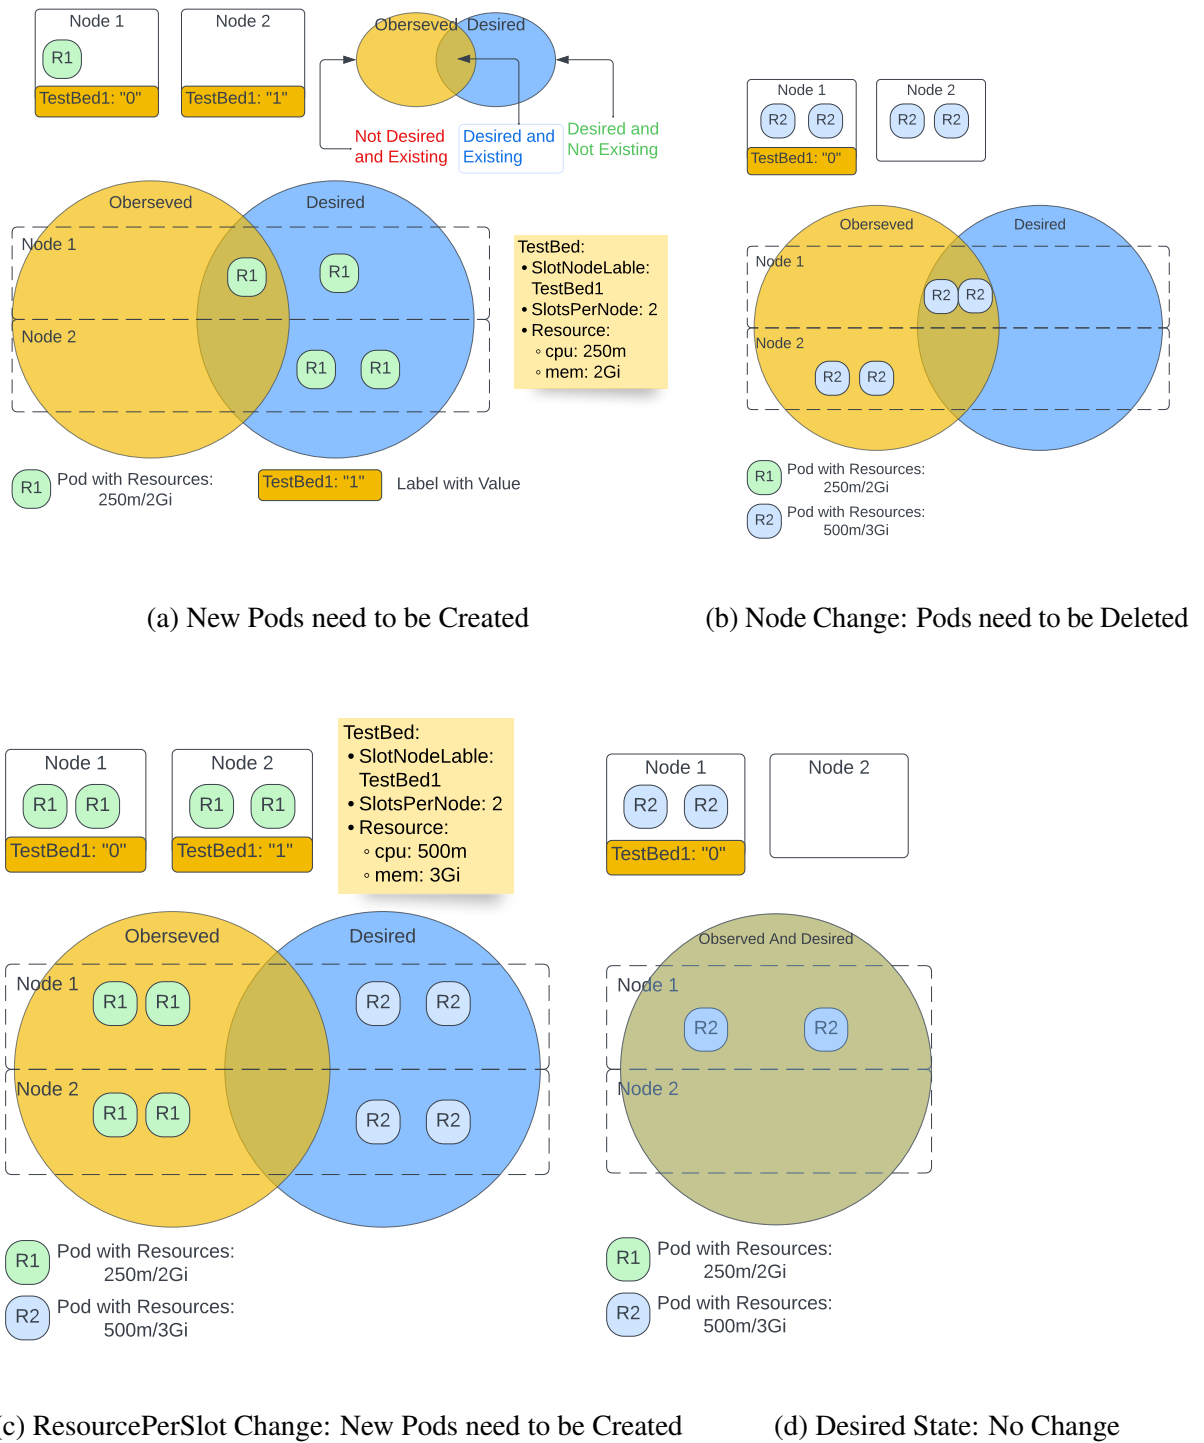 Node 1
Node 2
R1
TestBed1: "0"
TestBed1: "1"
Oberseved
Desired
Not Desired
and Existing
Desired and
Existing
Desired and
Not Existing
Oberseved
Desired
Node 1
R1
R1
Node 2
R1
R1
TestBed:
• SlotNodeLable:
TestBed1
• SlotsPerNode: 2
• Resource:
◦ cpu: 250m
◦ mem: 2Gi
R1
Pod with Resources:
250m/2Gi
TestBed1: "1"
Label with Value
(a) New Pods need to be Created
Node 1
Node 2
R2
R2
R2
R2
TestBed1: "0"
Oberseved
Desired
Node 1
R2
R2
Node 2
R2
R2
R1
Pod with Resources:
250m/2Gi
R2
Pod with Resources:
500m/3Gi
(b) Node Change: Pods need to be Deleted
Node 1
Node 2
R1
R1
R1
R1
TestBed1: "0"
TestBed1: "1"
TestBed:
• SlotNodeLable:
TestBed1
• SlotsPerNode: 2
• Resource:
◦ cpu: 500m
◦ mem: 3Gi
Oberseved
Desired
Node 1
R1
R1
R2
R2
Node 2
R1
R1
R2
R2
R1
Pod with Resources:
250m/2Gi
R2
Pod with Resources:
500m/3Gi
(c) ResourcePerSlot Change: New Pods need to be Created
Node 1
Node 2
R2
R2
TestBed1: "0"
Observed And Desired
Node 1
R2
R2
Node 2
R1
Pod with Resources:
250m/2Gi
R2
Pod with Resources:
500m/3Gi
(d) Desired State: No Change